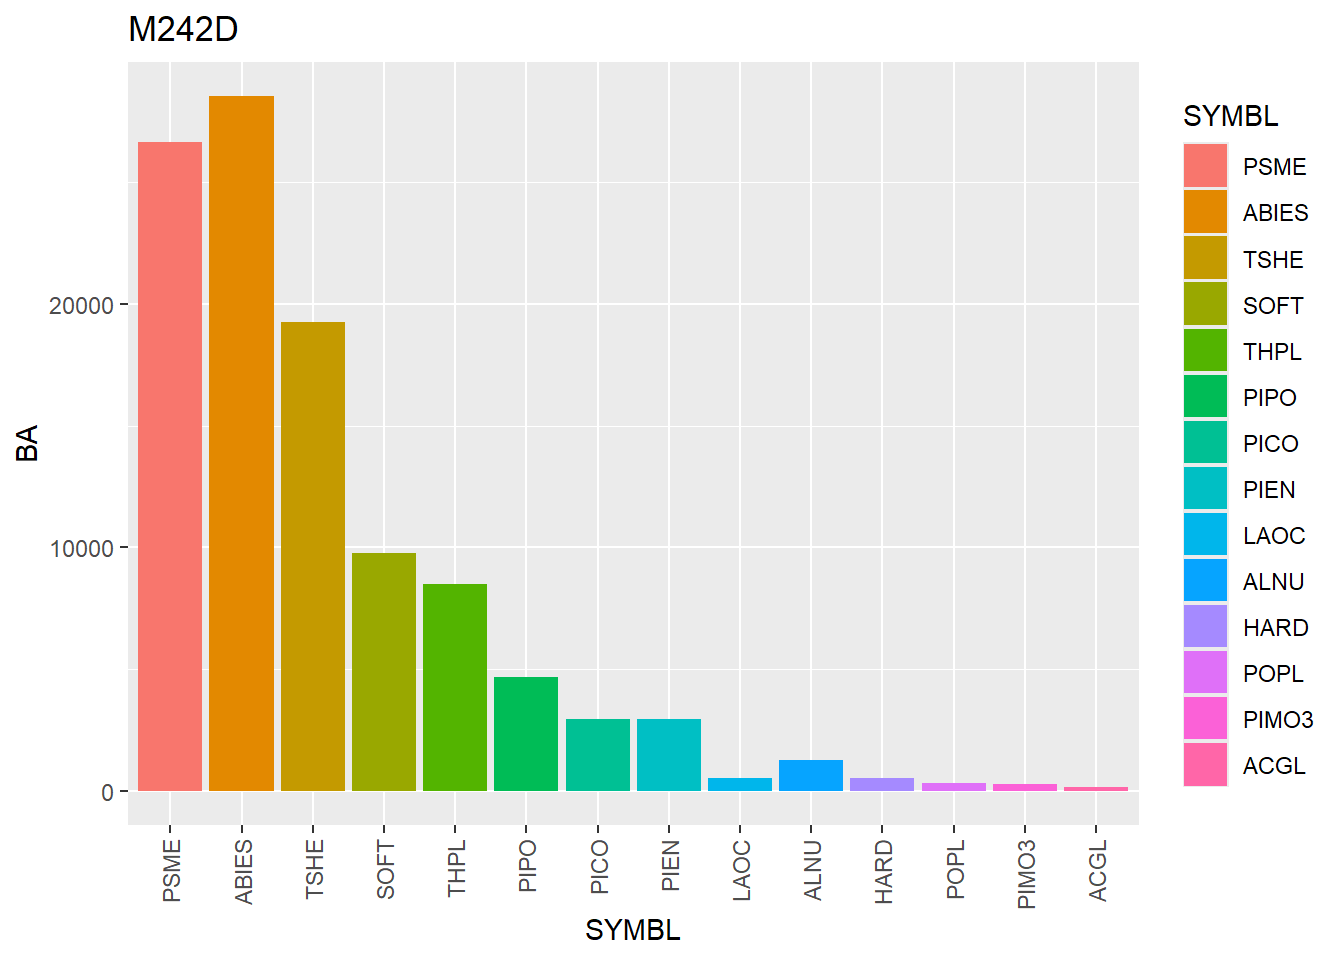 M242D
BA
20000
10000
0
PSME
ABIES
TSHE
SOFT
THPL
PIPO
PICO
PIEN
LAOC
ALNU
HARD
POPL
PIMO3
ACGL
SYMBL
SYMBL
PSME
ABIES
TSHE
SOFT
THPL
PIPO
PICO
PIEN
LAOC
ALNU
HARD
POPL
PIMO3
ACGL